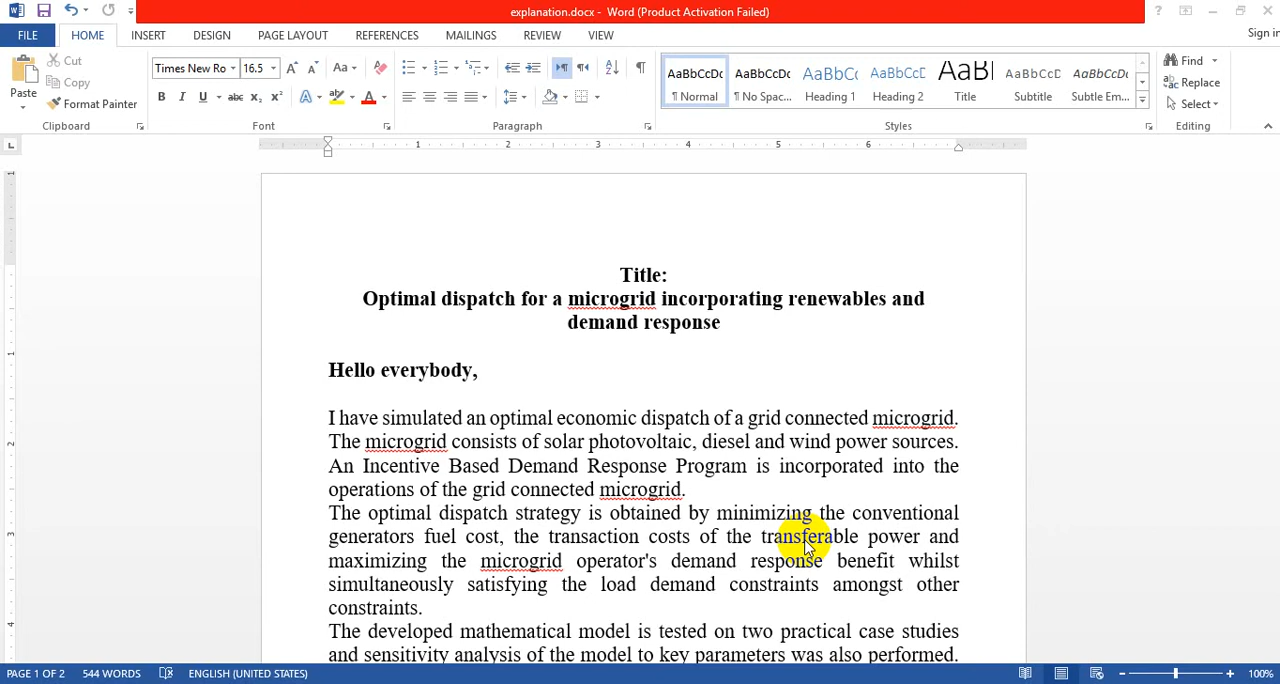 explanation.docx - Word (Product Activation Failed)
FILE HOME INSERT DESIGN PAGE LAYOUT REFERENCES MAILINGS REVIEW VIEW Sign in
Cut
Copy
Format Painter
Paste
Clipboard
Times New Ro 16.5
Font
Paragraph
AaBbCcDc AaBbCcDc AaBbCc AaBbCcD AaB AaBbCcD AaBbCcDc
¶ Normal ¶ No Spac... Heading 1 Heading 2 Title Subtitle Subtle Em...
Styles
Find
Replace
Select
Editing
1 2 3 4 5 6
Title:
Optimal dispatch for a microgrid incorporating renewables and
demand response
Hello everybody,
I have simulated an optimal economic dispatch of a grid connected microgrid.
The microgrid consists of solar photovoltaic, diesel and wind power sources.
An Incentive Based Demand Response Program is incorporated into the
operations of the grid connected microgrid.
The optimal dispatch strategy is obtained by minimizing the conventional
generators fuel cost, the transaction costs of the transferable power and
maximizing the microgrid operator's demand response benefit whilst
simultaneously satisfying the load demand constraints amongst other
constraints.
The developed mathematical model is tested on two practical case studies
and sensitivity analysis of the model to key parameters was also performed.
PAGE 1 OF 2 544 WORDS ENGLISH (UNITED STATES) 100%